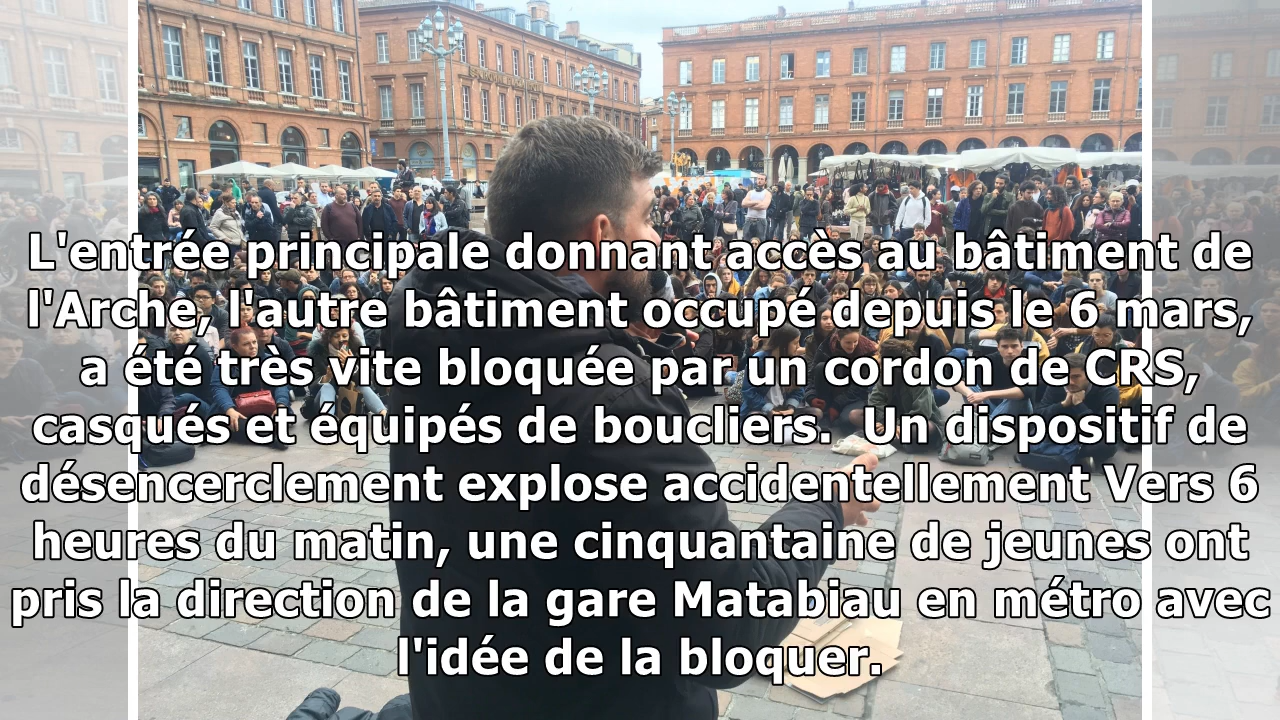 L'entrée principale donnant accès au bâtiment de
l'Arche, l'autre bâtiment occupé depuis le 6 mars,
a été très vite bloquée par un cordon de CRS,
casqués et équipés de boucliers. Un dispositif de
désencerclement explose accidentellement Vers 6
heures du matin, une cinquantaine de jeunes ont
pris la direction de la gare Matabiau en métro avec
l'idée de la bloquer.